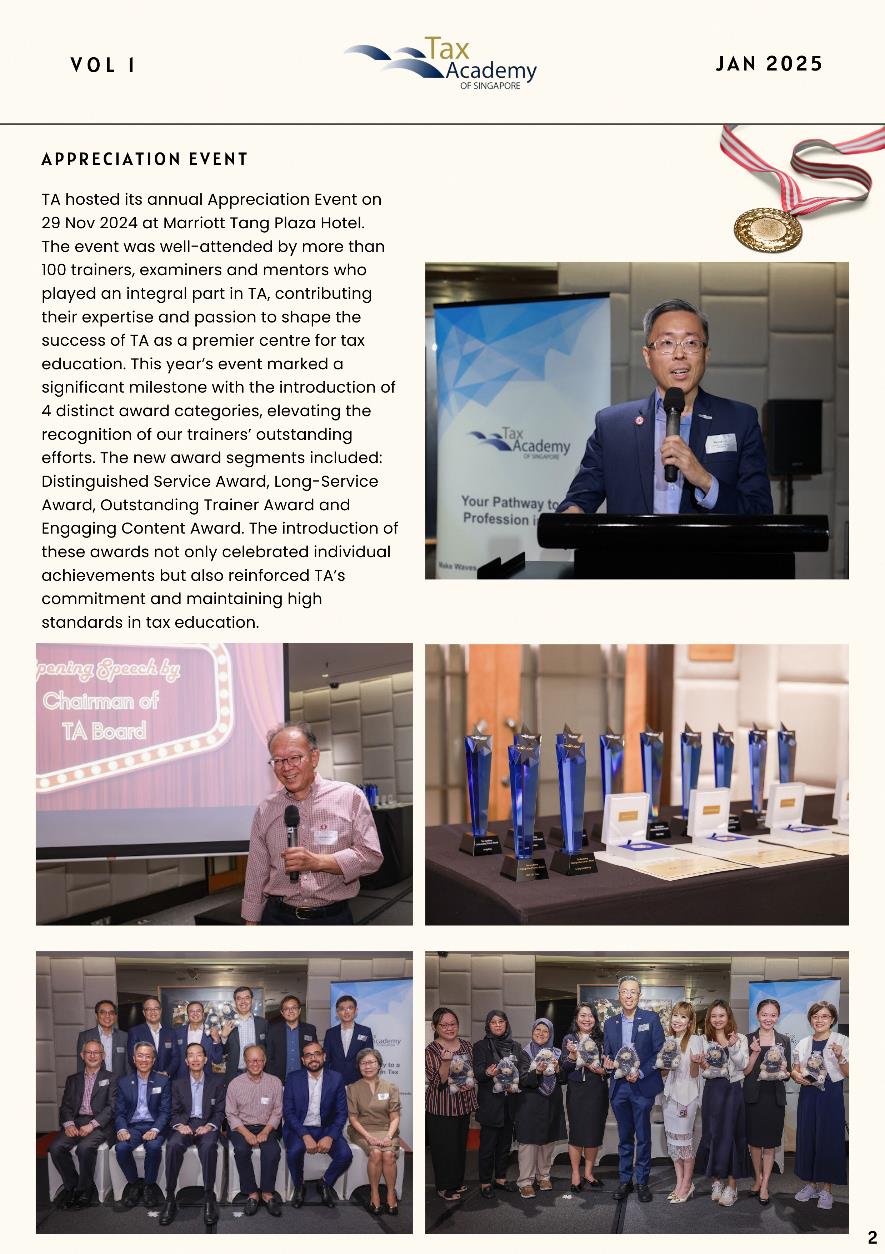 VOL 1
Tax
Academy
OF SINGAPORE
JAN 2025
APPRECIATION EVENT
TA hosted its annual Appreciation Event on
29 Nov 2024 at Marriott Tang Plaza Hotel.
The event was well-attended by more than
100 trainers, examiners and mentors who
played an integral part in TA, contributing
their expertise and passion to shape the
success of TA as a premier centre for tax
education. This year's event marked a
significant milestone with the introduction of
4 distinct award categories, elevating the
recognition of our trainers' outstanding
efforts. The new award segments included:
Distinguished Service Award, Long-Service
Award, Outstanding Trainer Award and
Engaging Content Award. The introduction of
these awards not only celebrated individual
achievements but also reinforced TA's
commitment and maintaining high
standards in tax education.
Tax
Academy
OF SINGAPORE
Your Pathway to
Profession i
Make Waves
pening Speech by
Chairman of
TA Board
cademy
2